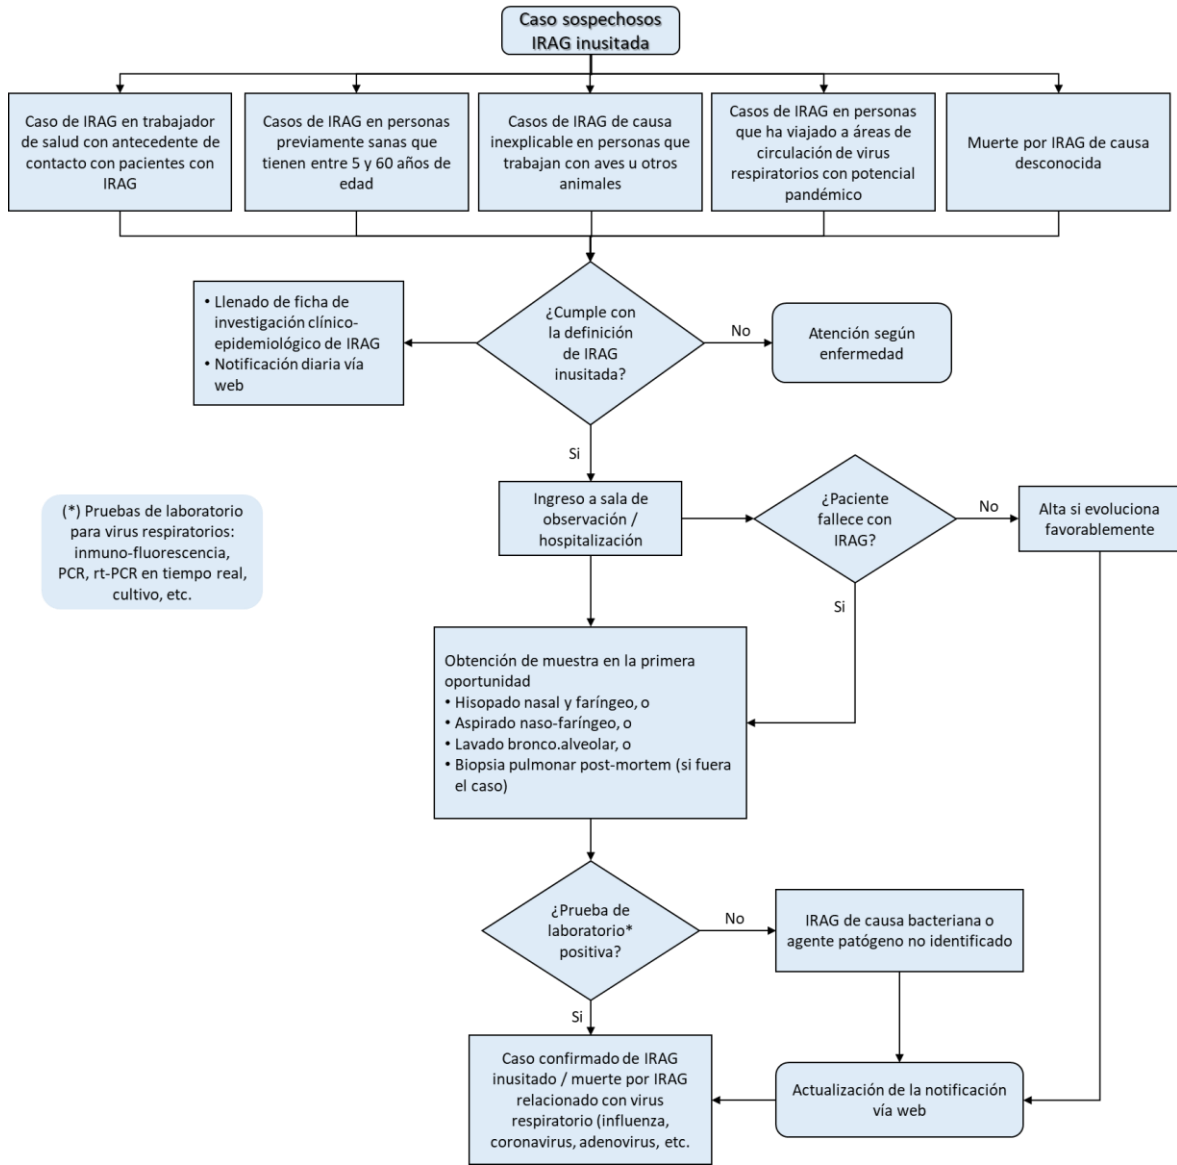 Caso sospechosos
IRAG inusitada
Caso de IRAG en trabajador
de salud con antecedente de
contacto con pacientes con
IRAG
Casos de IRAG en personas
previamente sanas que
tienen entre 5 y 60 años de
edad
Casos de IRAG de causa
inexplicable en personas que
trabajan con aves u otros
animales
Casos de IRAG en personas
que ha viajado a áreas de
circulación de virus
respiratorios con potencial
pandémico
Muerte por IRAG de causa
desconocida
• Llenado de ficha de
investigación clínico-
epidemiológico de IRAG
• Notificación diaria vía
web
¿Cumple con
la definición
de IRAG
inusitada?
No
Atención según
enfermedad
Si
(*) Pruebas de laboratorio
para virus respiratorios:
inmuno-fluorescencia,
PCR, rt-PCR en tiempo real,
cultivo, etc.
Ingreso a sala de
observación /
hospitalización
¿Paciente
fallece con
IRAG?
No
Alta si evoluciona
favorablemente
Si
Obtención de muestra en la primera
oportunidad
• Hisopado nasal y faríngeo, o
• Aspirado naso-faríngeo, o
• Lavado bronco.alveolar, o
• Biopsia pulmonar post-mortem (si fuera
el caso)
¿Prueba de
laboratorio*
positiva?
No
IRAG de causa bacteriana o
agente patógeno no identificado
Si
Caso confirmado de IRAG
inusitado / muerte por IRAG
relacionado con virus
respiratorio (influenza,
coronavirus, adenovirus, etc.
Actualización de la notificación
vía web